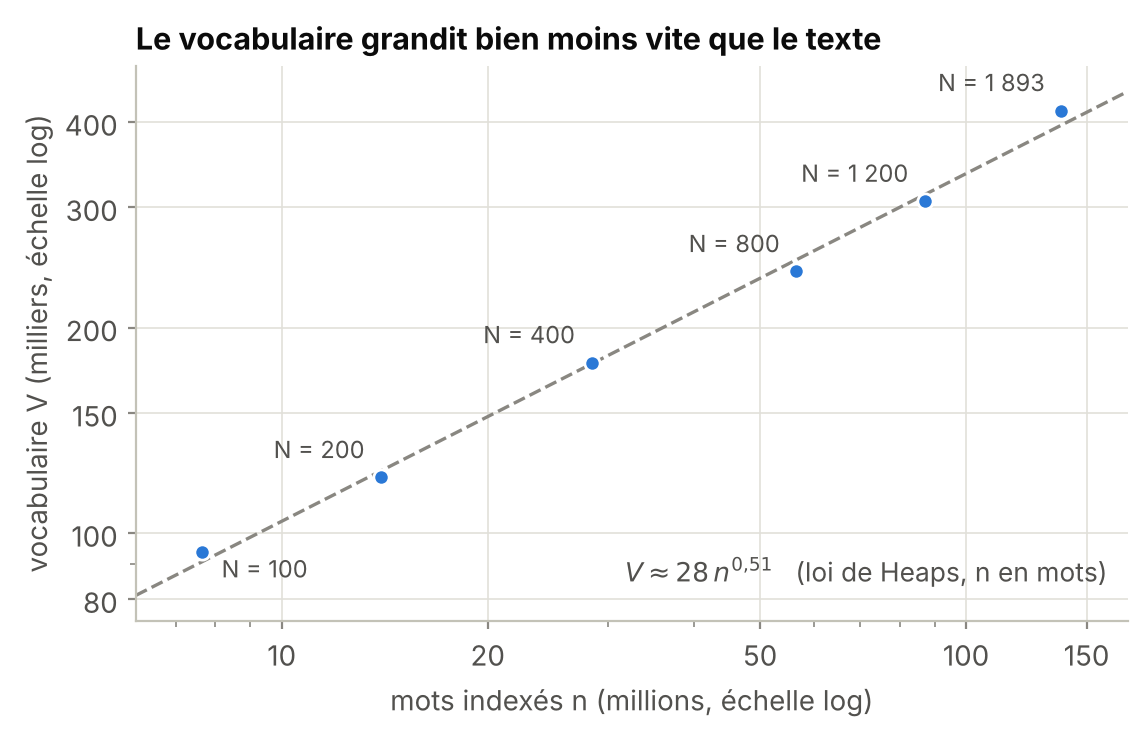 Le vocabulaire grandit bien moins vite que le texte
vocabulaire V (milliers, échelle log)
400
300
200
150
100
80
N = 1 893
N = 1 200
N = 800
N = 400
N = 200
N = 100
V ≈ 28 n^0,51 (loi de Heaps, n en mots)
10 20 50 100 150
mots indexés n (millions, échelle log)